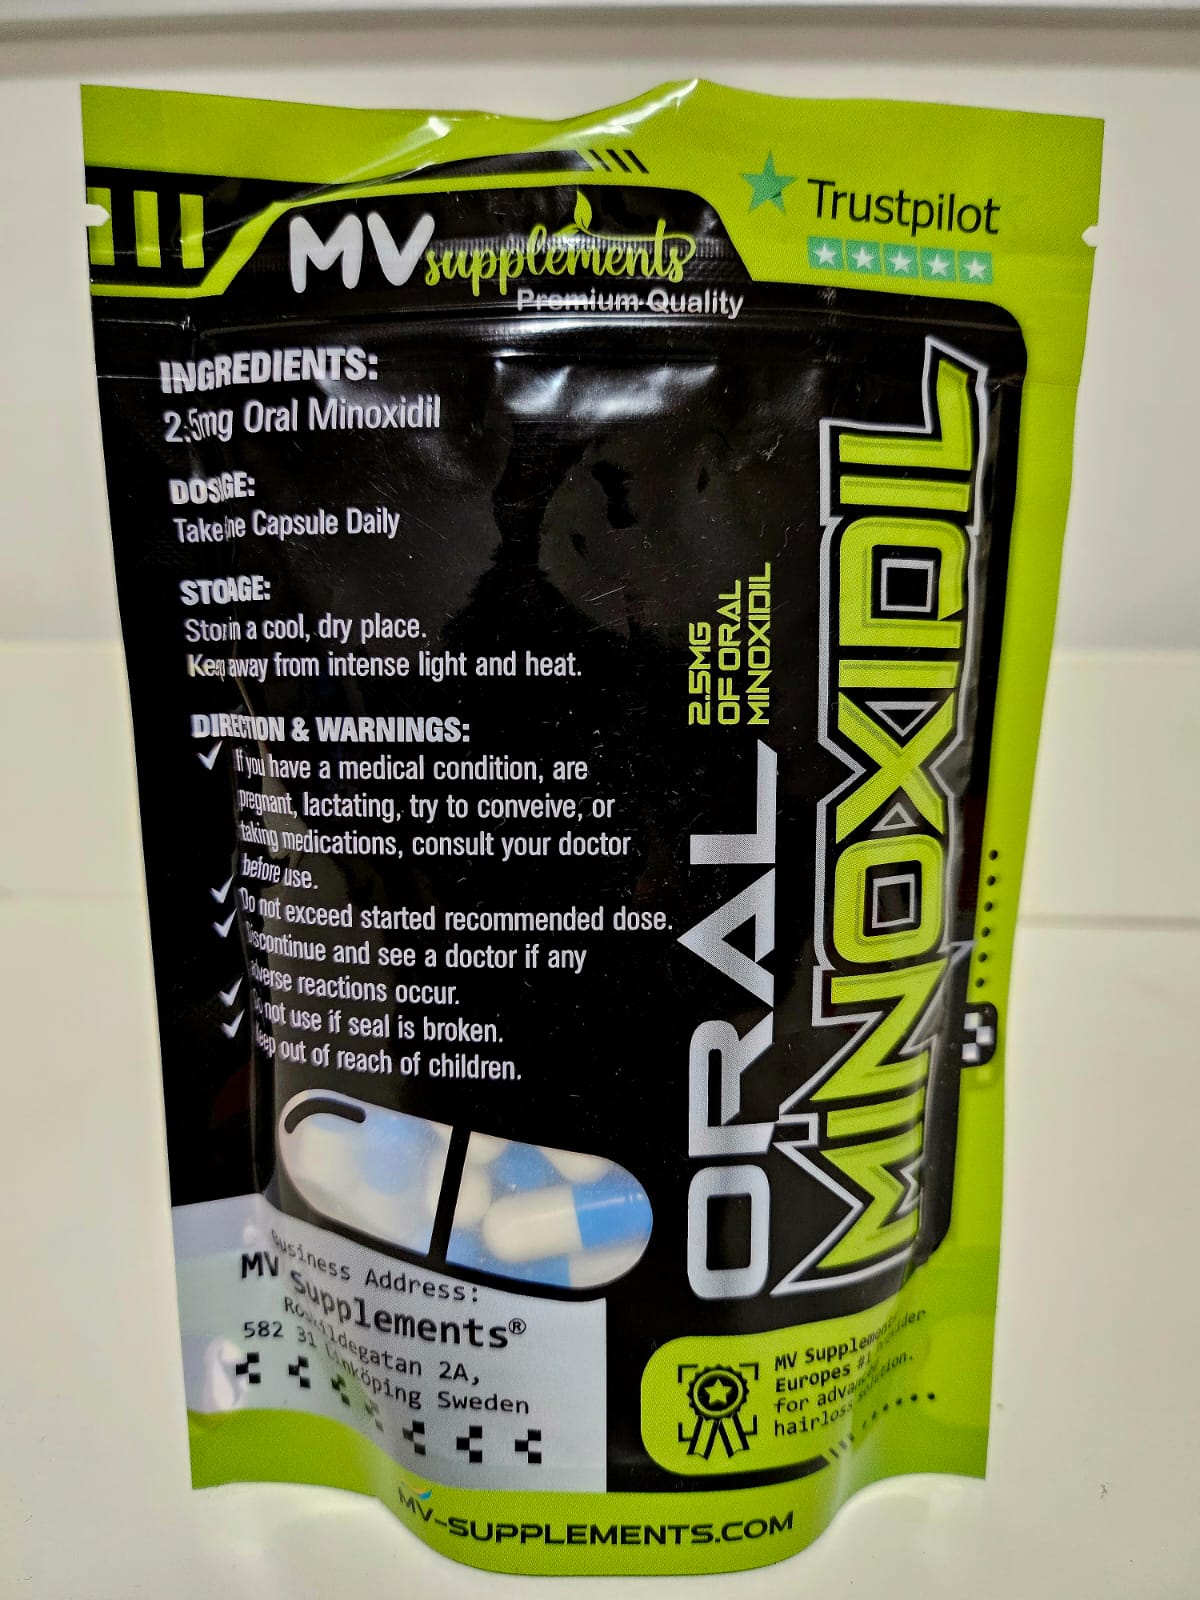 MV supplements
Premium Quality
Trustpilot
INGREDIENTS:
2.5mg Oral Minoxidil
DOSAGE:
Take One Capsule Daily
STORAGE:
Store in a cool, dry place.
Keep away from intense light and heat.
DIRECTION & WARNINGS:
If you have a medical condition, are
pregnant, lactating, try to conveive, or
taking medications, consult your doctor
before use.
Do not exceed started recommended dose.
Discontinue and see a doctor if any
adverse reactions occur.
Do not use if seal is broken.
Keep out of reach of children.
2.5MG
OF ORAL
MINOXIDIL
ORAL
MINOXIDIL
Business Address:
MV Supplements®
2A,
582 31 Linköping Sweden
MV Supplements
Europes #1 provider
for advanced
hairloss solution.
MV-SUPPLEMENTS.COM